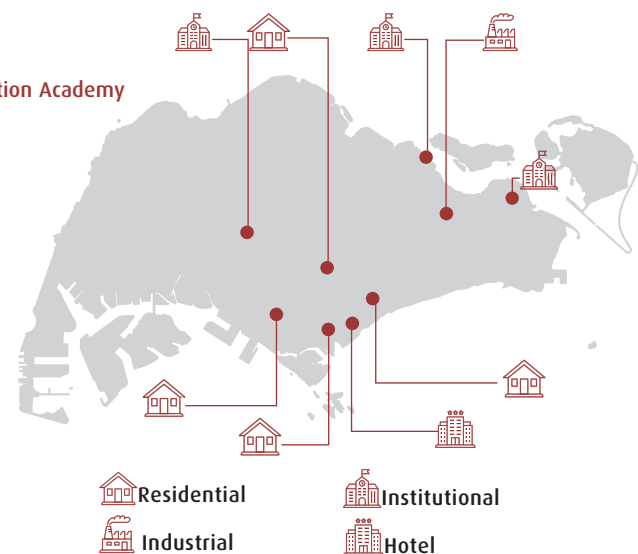 tion Academy
Residential
Institutional
Industrial
Hotel